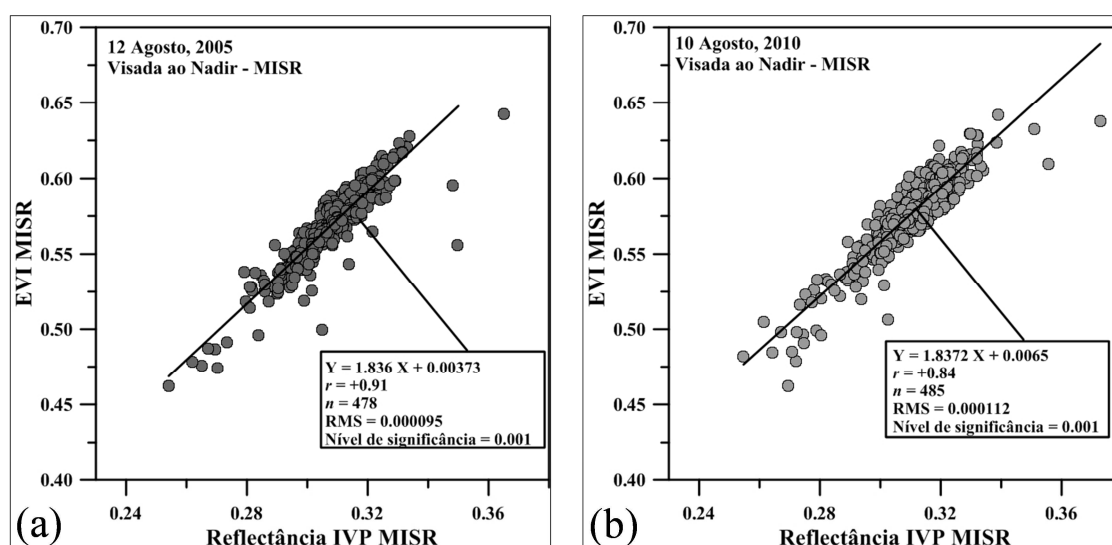 12 Agosto, 2005
Visada ao Nadir - MISR
EVI MISR
0.70
0.65
0.60
0.55
0.50
0.45
0.40
Y = 1.836 X + 0.00373
r = +0.91
n = 478
RMS = 0.000095
Nível de significância = 0.001
0.24
0.28
0.32
0.36
Reflectância IVP MISR
(a)
10 Agosto, 2010
Visada ao Nadir - MISR
EVI MISR
0.70
0.65
0.60
0.55
0.50
0.45
0.40
Y = 1.8372 X + 0.0065
r = +0.84
n = 485
RMS = 0.000112
Nível de significância = 0.001
0.24
0.28
0.32
0.36
Reflectância IVP MISR
(b)